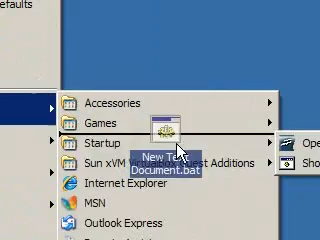 efaults
Accessories
Games
Startup
Ope
Sun xVM VirtualBox Guest Additions
Sho
New Text
Document.bat
Internet Explorer
MSN
Outlook Express